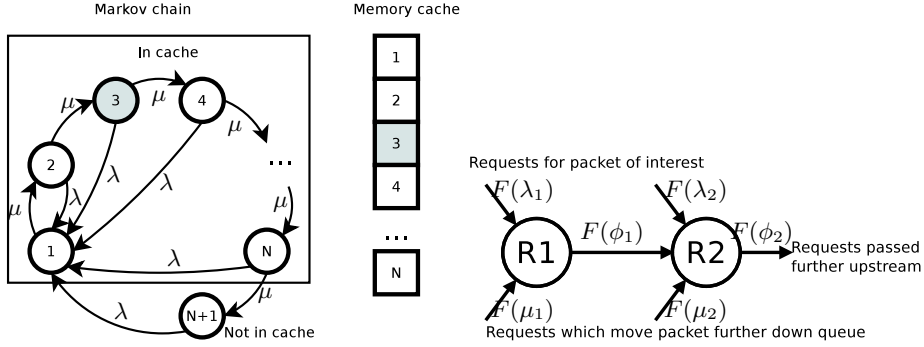 Markov chain
Memory cache
In cache
1
2
3
4
...
N
N+1
μ
μ
μ
μ
μ
μ
λ
λ
λ
λ
λ
Not in cache
1
2
3
4
...
N
Requests for packet of interest
F(λ₁)
F(λ₂)
R1
F(ϕ₁)
R2
F(ϕ₂)
Requests passed
further upstream
F(μ₁)
F(μ₂)
Requests which move packet further down queue